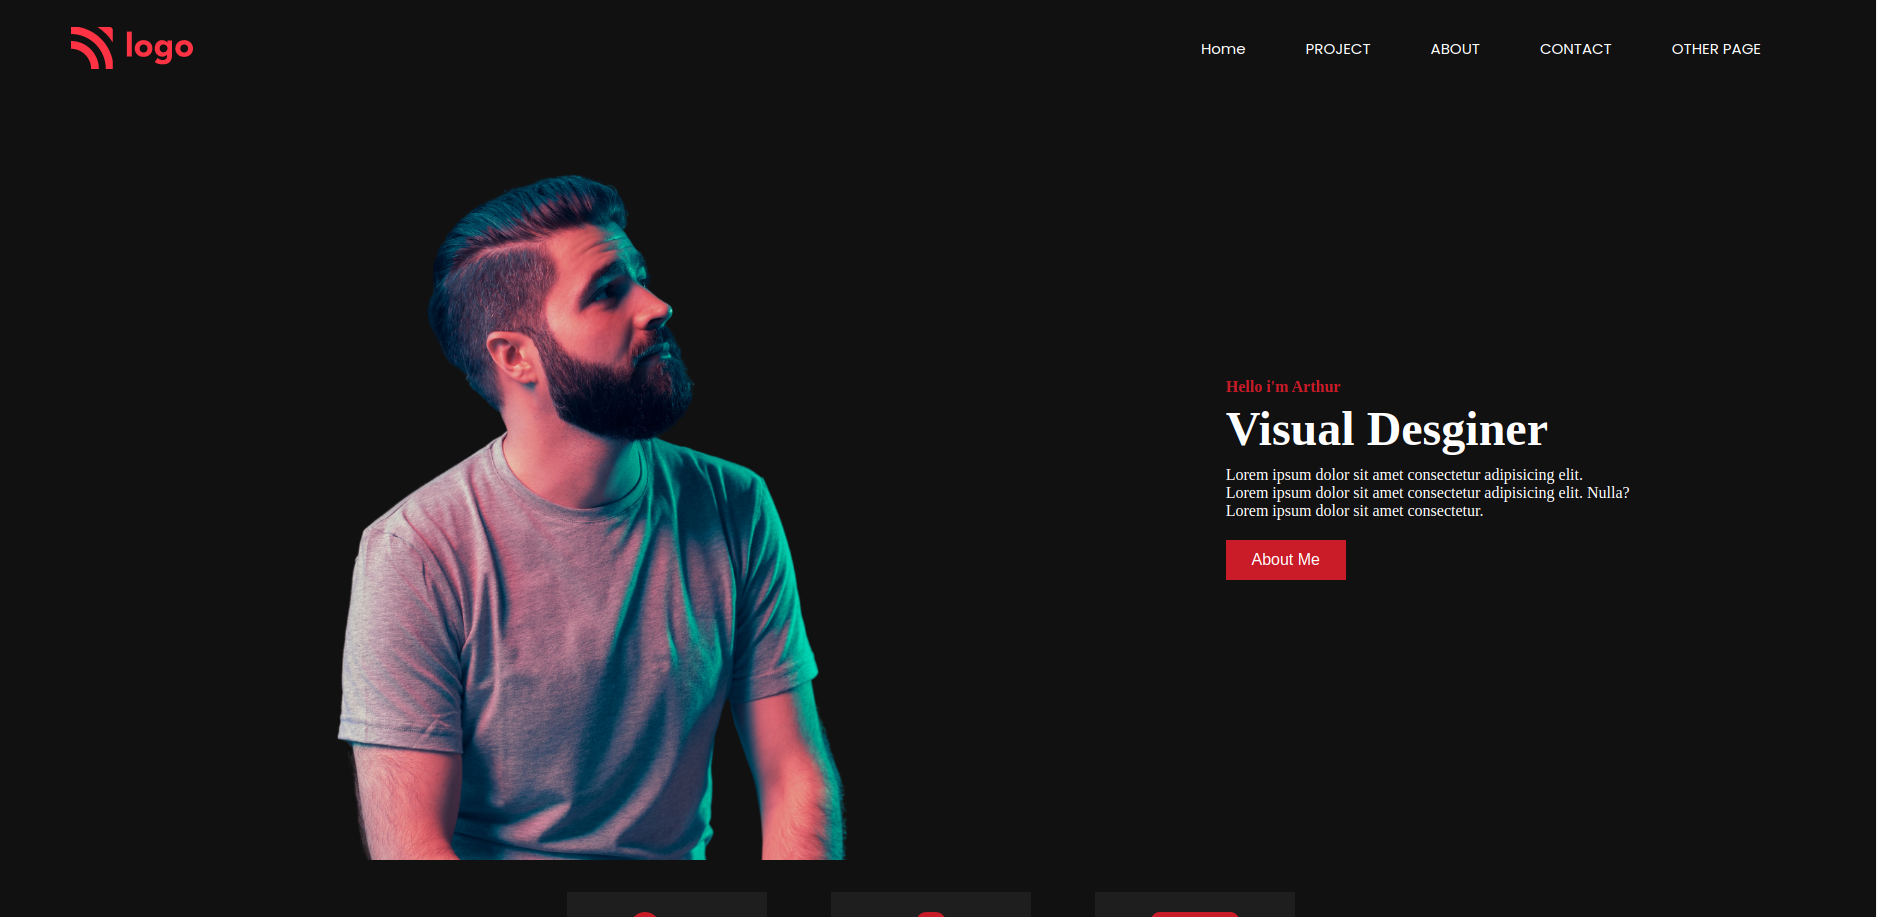 logo
Home
PROJECT
ABOUT
CONTACT
OTHER PAGE
Hello i'm Arthur
Visual Desginer
Lorem ipsum dolor sit amet consectetur adipisicing elit.
Lorem ipsum dolor sit amet consectetur adipisicing elit. Nulla?
Lorem ipsum dolor sit amet consectetur.
About Me